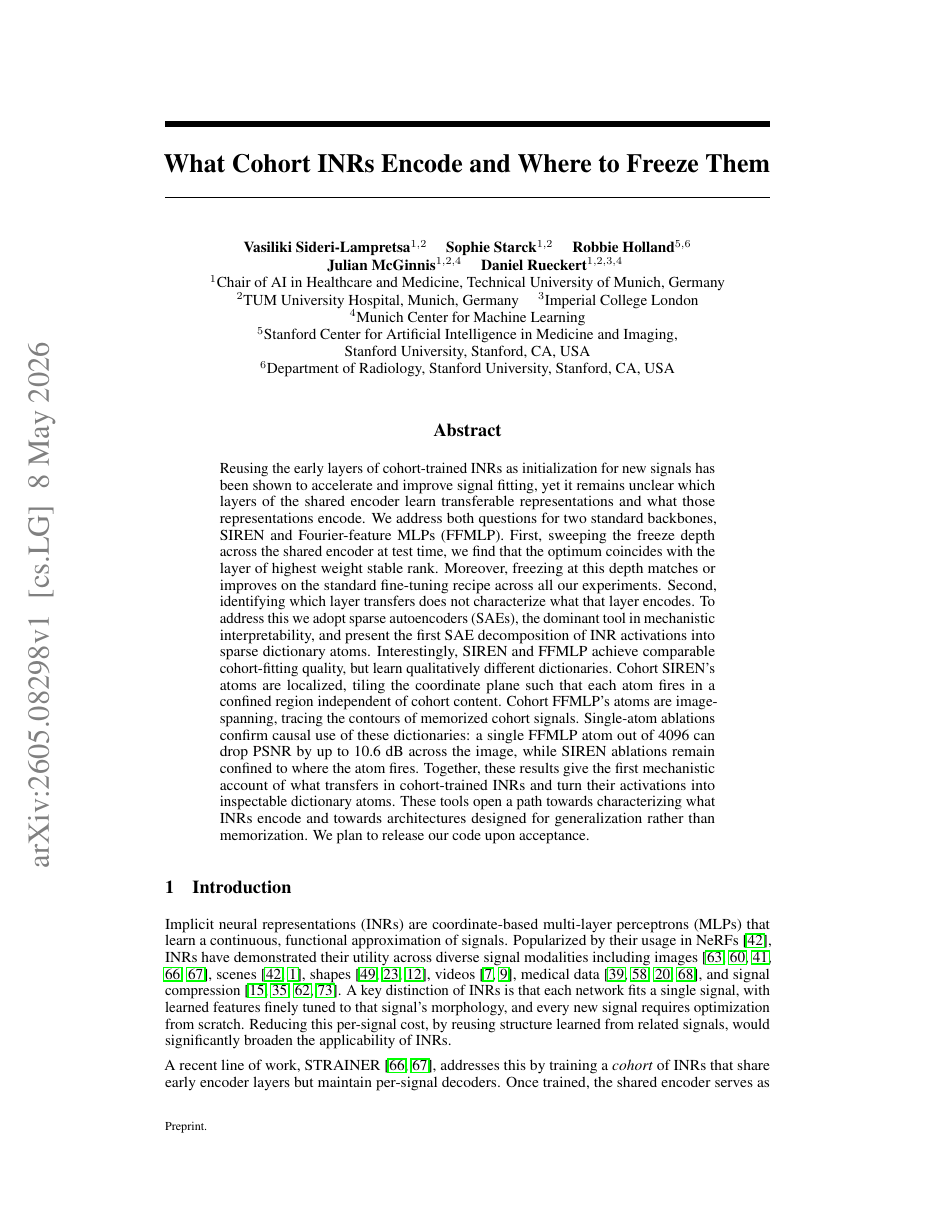 arXiv:2605.08298v1 [cs.LG] 8 May 2026
What Cohort INRs Encode and Where to Freeze Them
Vasiliki Sideri-Lampretsa1,2 Sophie Starck1,2 Robbie Holland5,6
Julian McGinnis1,2,4 Daniel Rueckert1,2,3,4
1Chair of AI in Healthcare and Medicine, Technical University of Munich, Germany
2TUM University Hospital, Munich, Germany 3Imperial College London
4Munich Center for Machine Learning
5Stanford Center for Artificial Intelligence in Medicine and Imaging,
Stanford University, Stanford, CA, USA
6Department of Radiology, Stanford University, Stanford, CA, USA
Abstract
Reusing the early layers of cohort-trained INRs as initialization for new signals has
been shown to accelerate and improve signal fitting, yet it remains unclear which
layers of the shared encoder learn transferable representations and what those
representations encode. We address both questions for two standard backbones,
SIREN and Fourier-feature MLPs (FFMLP). First, sweeping the freeze depth
across the shared encoder at test time, we find that the optimum coincides with the
layer of highest weight stable rank. Moreover, freezing at this depth matches or
improves on the standard fine-tuning recipe across all our experiments. Second,
identifying which layer transfers does not characterize what that layer encodes. To
address this we adopt sparse autoencoders (SAEs), the dominant tool in mechanistic
interpretability, and present the first SAE decomposition of INR activations into
sparse dictionary atoms. Interestingly, SIREN and FFMLP achieve comparable
cohort-fitting quality, but learn qualitatively different dictionaries. Cohort SIREN's
atoms are localized, tiling the coordinate plane such that each atom fires in a
confined region independent of cohort content. Cohort FFMLP's atoms are image-
spanning, tracing the contours of memorized cohort signals. Single-atom ablations
confirm causal use of these dictionaries: a single FFMLP atom out of 4096 can
drop PSNR by up to 10.6 dB across the image, while SIREN ablations remain
confined to where the atom fires. Together, these results give the first mechanistic
account of what transfers in cohort-trained INRs and turn their activations into
inspectable dictionary atoms. These tools open a path towards characterizing what
INRs encode and towards architectures designed for generalization rather than
memorization. We plan to release our code upon acceptance.
1 Introduction
Implicit neural representations (INRs) are coordinate-based multi-layer perceptrons (MLPs) that
learn a continuous, functional approximation of signals. Popularized by their usage in NeRFs [42],
INRs have demonstrated their utility across diverse signal modalities including images [63, 60, 41,
66, 67], scenes [42, 1], shapes [49, 23, 12], videos [7, 9], medical data [39, 58, 20, 68], and signal
compression [15, 35, 62, 73]. A key distinction of INRs is that each network fits a single signal, with
learned features finely tuned to that signal's morphology, and every new signal requires optimization
from scratch. Reducing this per-signal cost, by reusing structure learned from related signals, would
significantly broaden the applicability of INRs.
A recent line of work, STRAINER [66, 67], addresses this by training a cohort of INRs that share
early encoder layers but maintain per-signal decoders. Once trained, the shared encoder serves as
Preprint.